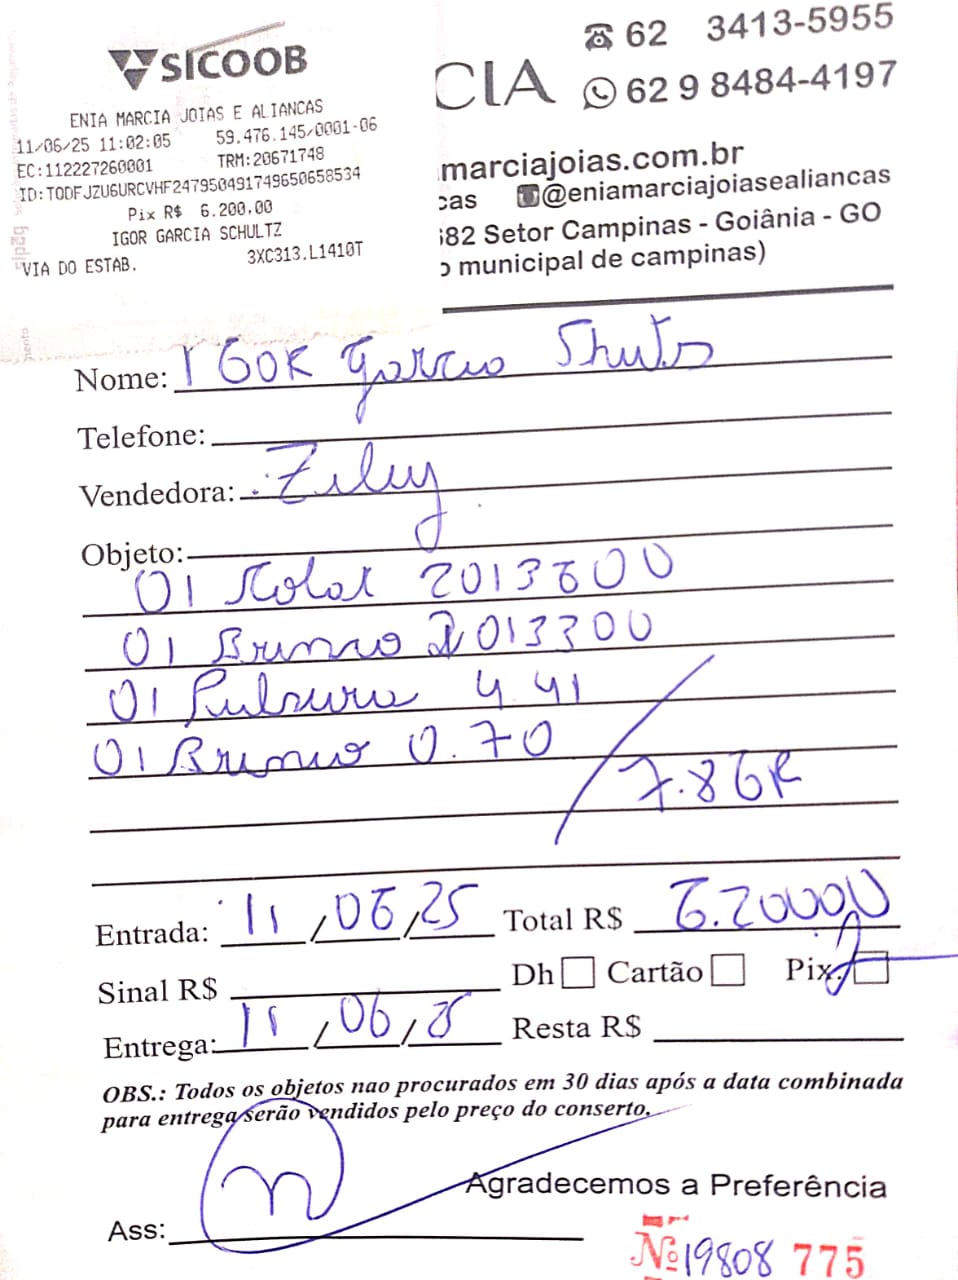 SICOOB
ENIA MARCIA JOIAS E ALIANCAS
11/06/25 11:02:05 59.476.145/0001-06
EC:112227260001 TRM:20671748
ID:TODFJZU6URCVHF247950491749650658534
Pix R$ 6.200,00
IGOR GARCIA SCHULTZ
VIA DO ESTAB. 3XC313.L1410T
62 3413-5955
CIA 62 9 8484-4197
marciajoias.com.br
cas @eniamarciajoiasealiancas
682 Setor Campinas - Goiânia - GO
o municipal de campinas)
Nome: IGOR Garcia Shults
Telefone:
Vendedora: Ziley
Objeto:
01 Kolar 2013600
01 Brinco 2013300
01 Pulseira 4.41
01 Brinco 0.70
7.86R
Entrada: 11/06/25 Total R$ 6.20000
Sinal R$ Dh Cartão Pix
Entrega: 11/06/25 Resta R$
OBS.: Todos os objetos nao procurados em 30 dias após a data combinada
para entrega serão vendidos pelo preço do conserto.
Agradecemos a Preferência
Ass:
Nº 19808 775